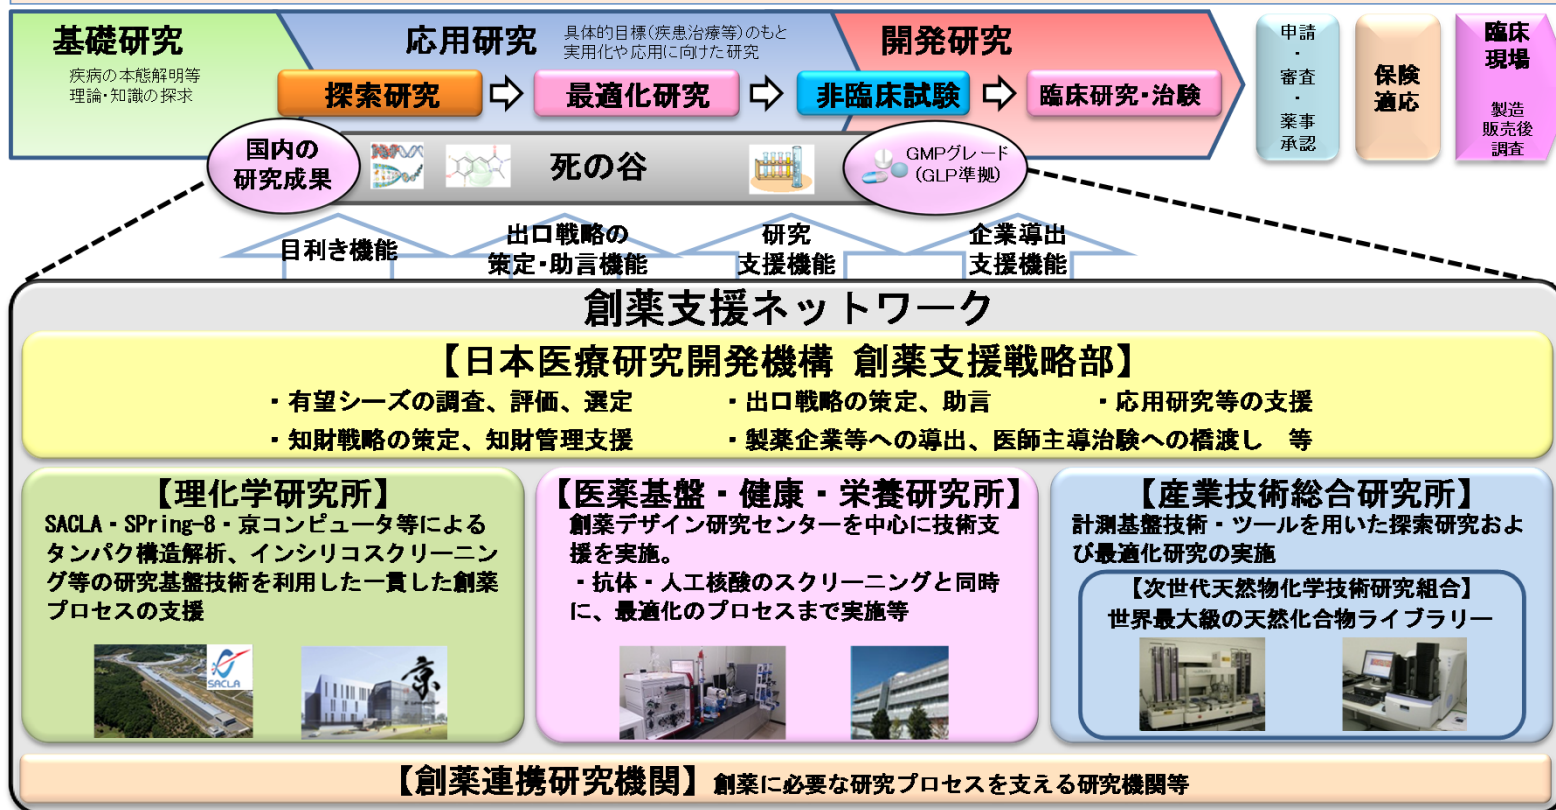 基礎研究
疾病の本態解明等
理論・知識の探求
応用研究
具体的目標(疾患治療等)のもと
実用化や応用に向けた研究
開発研究
探索研究
最適化研究
非臨床試験
臨床研究・治験
申請
・
審査
・
薬事
承認
保険
適応
臨床
現場
製造
販売後
調査
国内の
研究成果
死の谷
GMPグレード
(GLP準拠)
目利き機能
出口戦略の
策定・助言機能
研究
支援機能
企業導出
支援機能
創薬支援ネットワーク
【日本医療研究開発機構 創薬支援戦略部】
・有望シーズの調査、評価、選定
・出口戦略の策定、助言
・応用研究等の支援
・知財戦略の策定、知財管理支援
・製薬企業等への導出、医師主導治験への橋渡し 等
【理化学研究所】
SACLA・SPring-8・京コンピュータ等による
タンパク構造解析、インシリコスクリーニン
グ等の研究基盤技術を利用した一貫した創薬
プロセスの支援
SACLA
京
【医薬基盤・健康・栄養研究所】
創薬デザイン研究センターを中心に技術支
援を実施。
・抗体・人工核酸のスクリーニングと同時
に、最適化のプロセスまで実施等
【産業技術総合研究所】
計測基盤技術・ツールを用いた探索研究およ
び最適化研究の実施
【次世代天然物化学技術研究組合】
世界最大級の天然化合物ライブラリー
【創薬連携研究機関】創薬に必要な研究プロセスを支える研究機関等